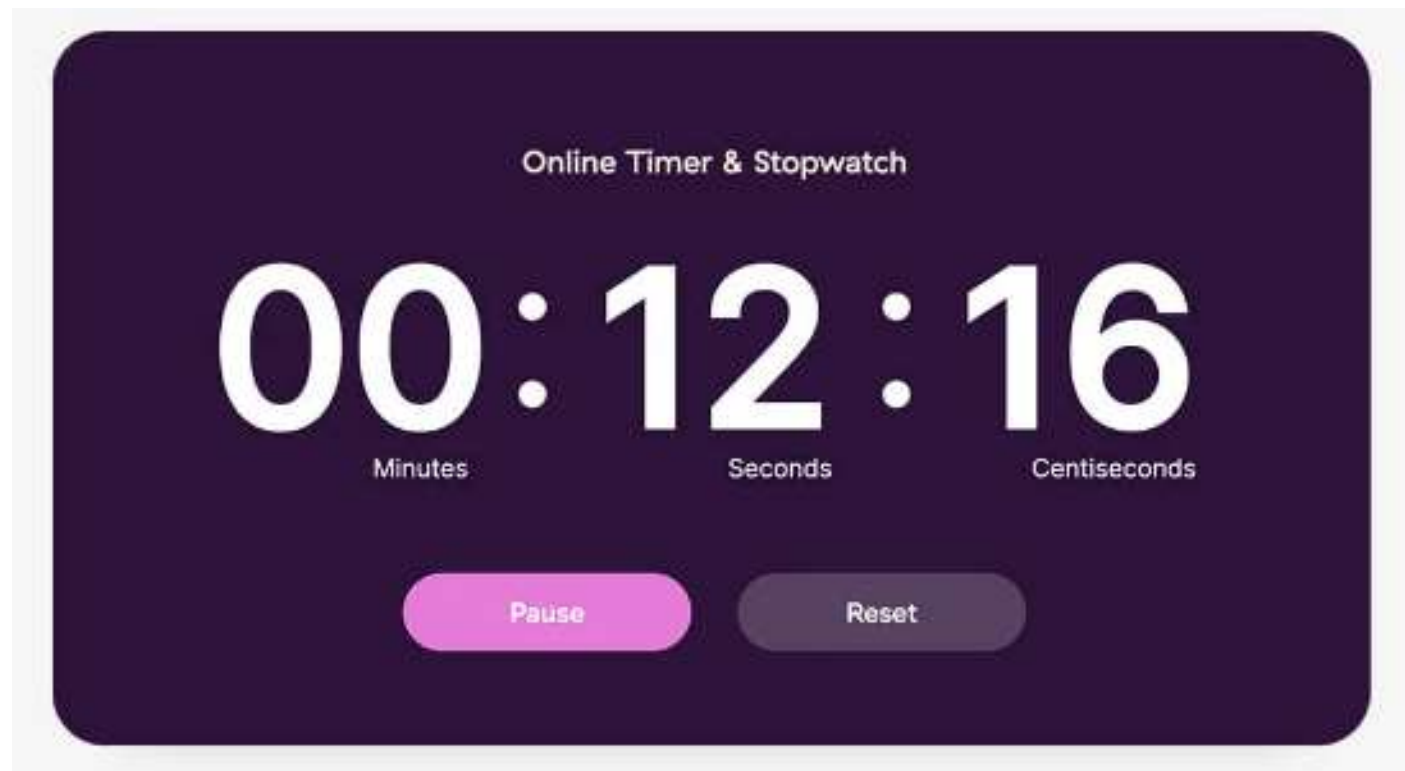 Online Timer & Stopwatch
00:12:16
Minutes Seconds Centiseconds
Pause Reset